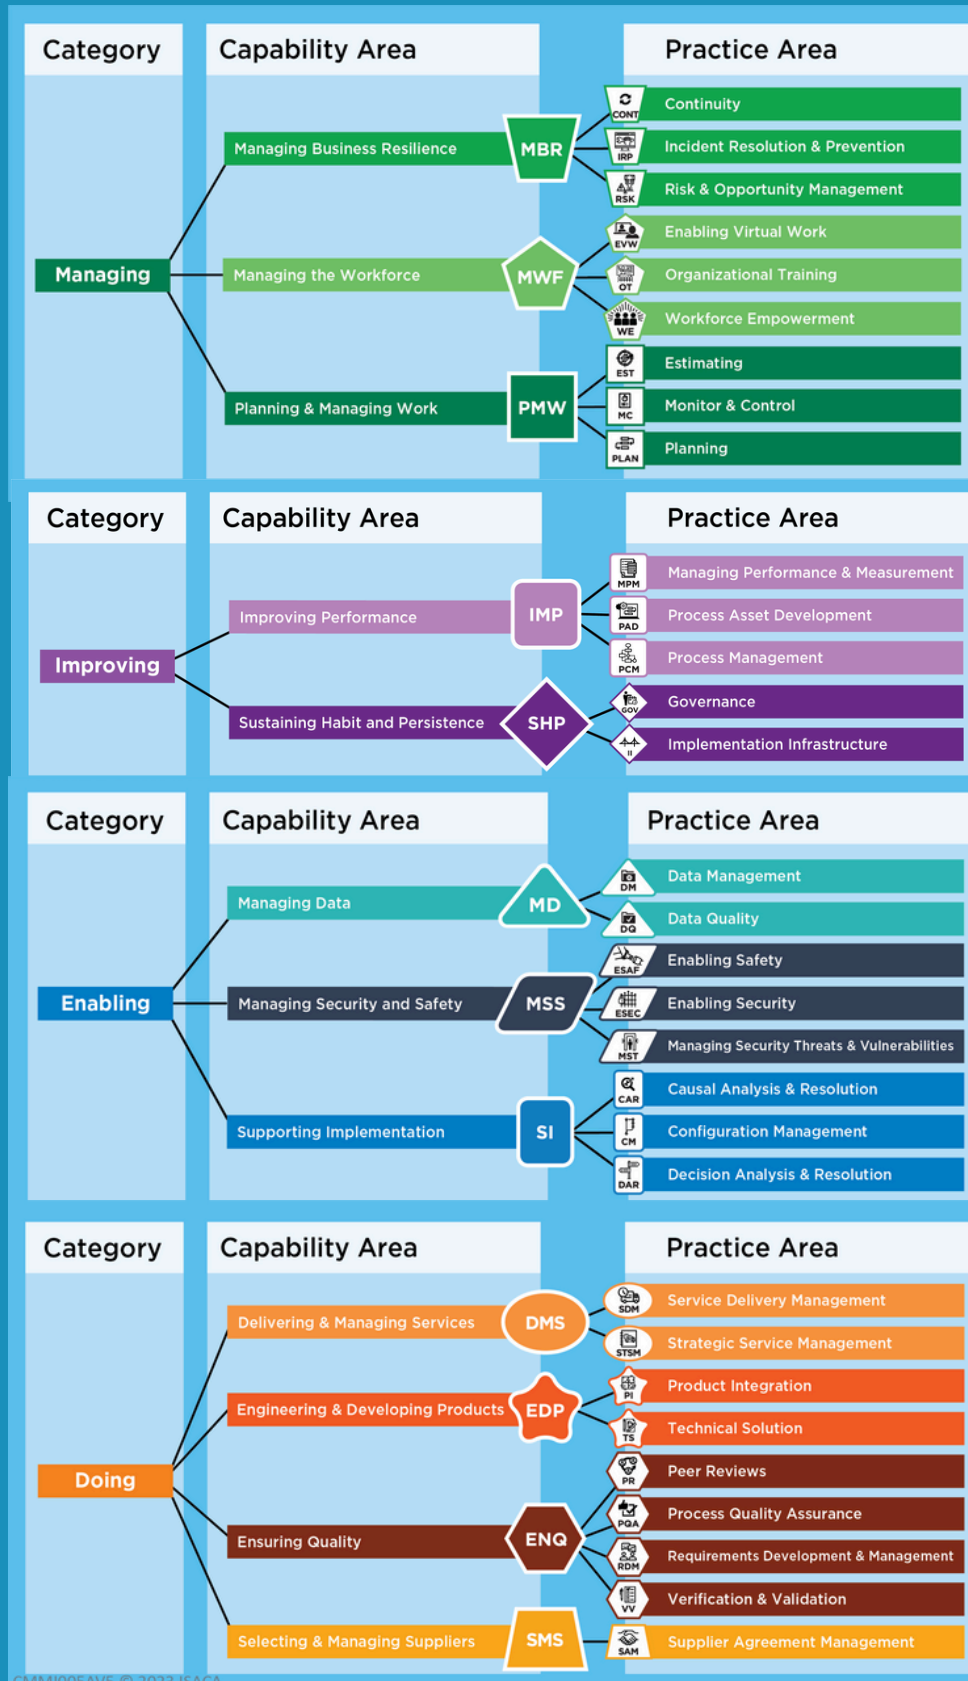 Category Capability Area Practice Area
CONT Continuity
Managing Business Resilience MBR IRP Incident Resolution & Prevention
RSK Risk & Opportunity Management
EVW Enabling Virtual Work
Managing Managing the Workforce MWF OT Organizational Training
WE Workforce Empowerment
EST Estimating
Planning & Managing Work PMW MC Monitor & Control
PLAN Planning
Category Capability Area Practice Area
MPM Managing Performance & Measurement
Improving Performance IMP PAD Process Asset Development
Improving PCM Process Management
GOV Governance
Sustaining Habit and Persistence SHP
II Implementation Infrastructure
Category Capability Area Practice Area
DM Data Management
Managing Data MD
DQ Data Quality
ESAF Enabling Safety
Enabling Managing Security and Safety MSS ESEC Enabling Security
MST Managing Security Threats & Vulnerabilities
CAR Causal Analysis & Resolution
Supporting Implementation SI CM Configuration Management
DAR Decision Analysis & Resolution
Category Capability Area Practice Area
SDM Service Delivery Management
Delivering & Managing Services DMS
STSM Strategic Service Management
PI Product Integration
Engineering & Developing Products EDP
TS Technical Solution
Doing PR Peer Reviews
PQA Process Quality Assurance
Ensuring Quality ENQ
RDM Requirements Development & Management
VV Verification & Validation
Selecting & Managing Suppliers SMS SAM Supplier Agreement Management
© 2023 ISACA